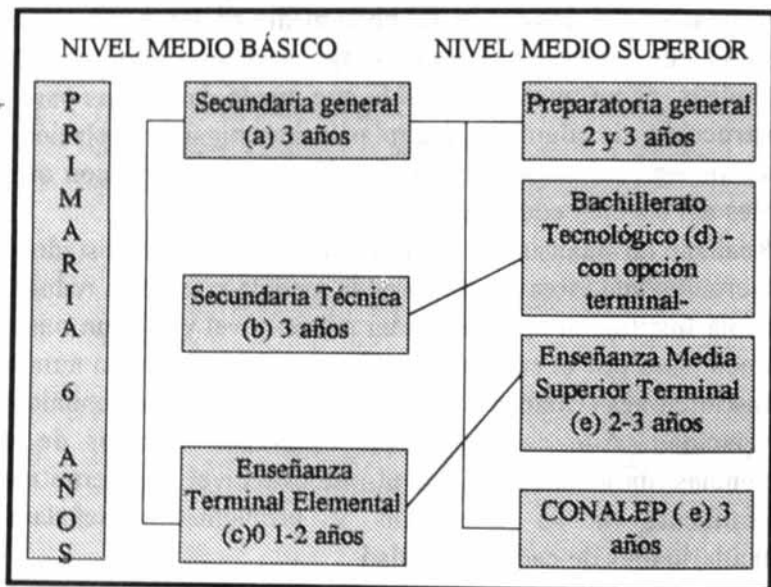 NIVEL MEDIO BÁSICO
NIVEL MEDIO SUPERIOR
PRIMARIA 6 AÑOS
Secundaria general
(a) 3 años
Secundaria Técnica
(b) 3 años
Enseñanza
Terminal Elemental
(c)0 1-2 años
Preparatoria general
2 y 3 años
Bachillerato
Tecnológico (d) -
con opción
terminal-
Enseñanza Media
Superior Terminal
(e) 2-3 años
CONALEP ( e) 3
años